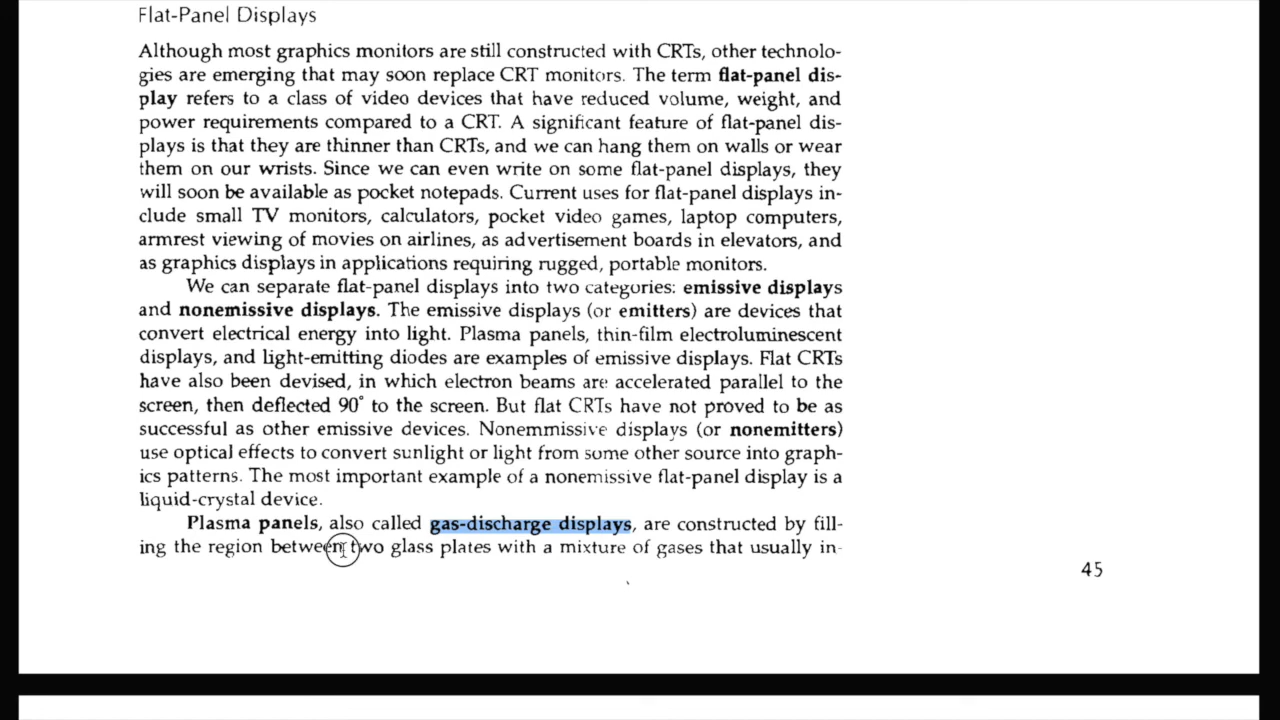 Flat-Panel Displays
Although most graphics monitors are still constructed with CRTs, other technolo-
gies are emerging that may soon replace CRT monitors. The term flat-panel dis-
play refers to a class of video devices that have reduced volume, weight, and
power requirements compared to a CRT. A significant feature of flat-panel dis-
plays is that they are thinner than CRTs, and we can hang them on walls or wear
them on our wrists. Since we can even write on some flat-panel displays, they
will soon be available as pocket notepads. Current uses for flat-panel displays in-
clude small TV monitors, calculators, pocket video games, laptop computers,
armrest viewing of movies on airlines, as advertisement boards in elevators, and
as graphics displays in applications requiring rugged, portable monitors.
We can separate flat-panel displays into two categories: emissive displays
and nonemissive displays. The emissive displays (or emitters) are devices that
convert electrical energy into light. Plasma panels, thin-film electroluminescent
displays, and light-emitting diodes are examples of emissive displays. Flat CRTs
have also been devised, in which electron beams are accelerated parallel to the
screen, then deflected 90° to the screen. But flat CRTs have not proved to be as
successful as other emissive devices. Nonemmissive displays (or nonemitters)
use optical effects to convert sunlight or light from some other source into graph-
ics patterns. The most important example of a nonemissive flat-panel display is a
liquid-crystal device.
Plasma panels, also called gas-discharge displays, are constructed by fill-
ing the region between two glass plates with a mixture of gases that usually in-
45